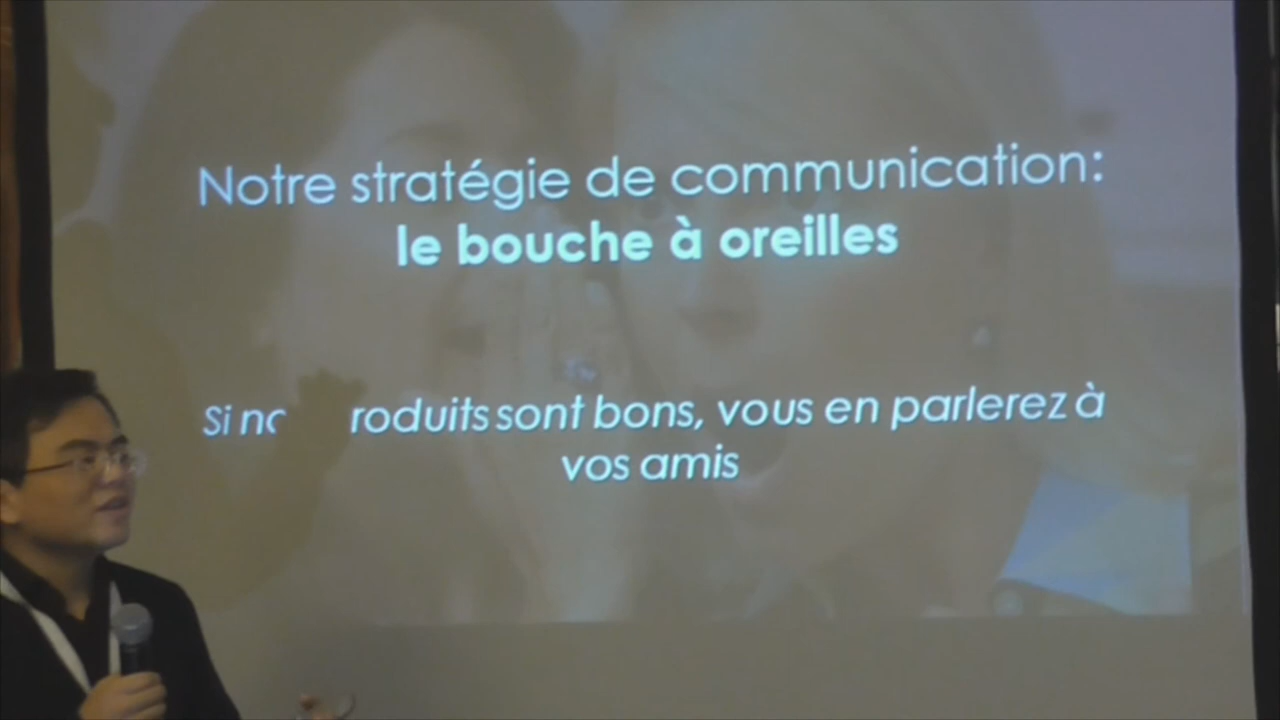 Notre stratégie de communication:
le bouche à oreilles
Si sont bons, vous en parlerez à
vos amis